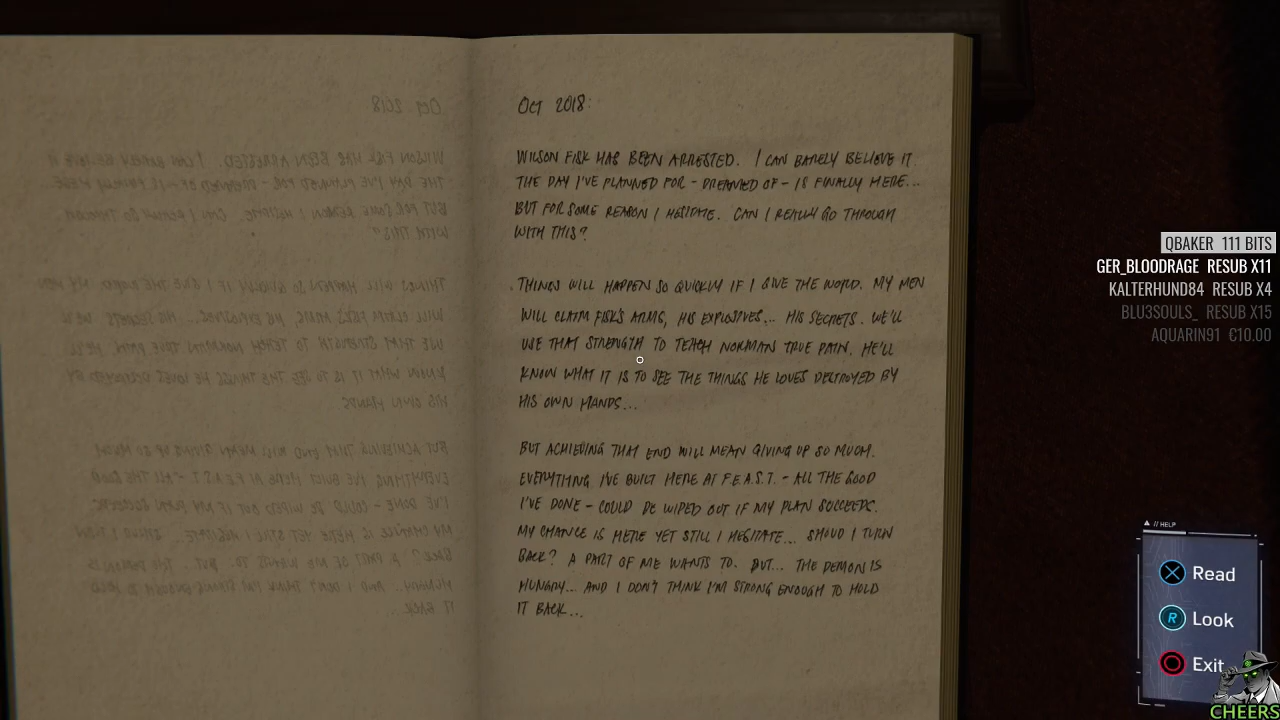 OCT 2018:
WILSON FISK HAS BEEN ARRESTED. I CAN BARELY BELIEVE IT.
THE DAY I'VE PLANNED FOR - DREAMED OF - IS FINALLY HERE...
BUT FOR SOME REASON I HESITATE. CAN I REALLY GO THROUGH
WITH THIS?
THINGS WILL HAPPEN SO QUICKLY IF I GIVE THE WORD. MY MEN
WILL CLAIM FISK'S ARMS, HIS EXPLOSIVES... HIS SECRETS. WE'LL
USE THAT STRENGTH TO TEACH NORMAN TRUE PAIN. HE'LL
KNOW WHAT IT IS TO SEE THE THINGS HE LOVES DESTROYED BY
HIS OWN HANDS...
BUT ACHIEVING THAT END WILL MEAN GIVING UP SO MUCH.
EVERYTHING I'VE BUILT HERE AT F.E.A.S.T. - ALL THE GOOD
I'VE DONE - COULD BE WIPED OUT IF MY PLAN SUCCEEDS.
MY CHANCE IS HERE YET STILL I HESITATE... SHOULD I TURN
BACK? A PART OF ME WANTS TO. BUT... THE DEMON IS
HUNGRY... AND I DON'T THINK I'M STRONG ENOUGH TO HOLD
IT BACK...
QBAKER 111 BITS
GER_BLOODRAGE RESUB X11
KALTERHUND84 RESUB X4
BLU3SOULS_ RESUB X15
AQUARIN91 €10.00
// HELP
Read
R Look
Exit
CHEERS